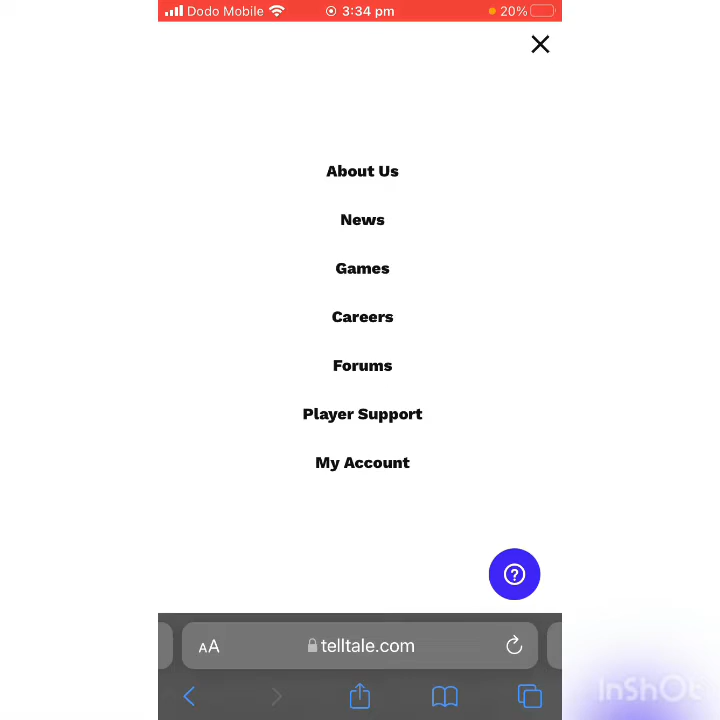 Dodo Mobile 3:34 pm 20%
About Us
News
Games
Careers
Forums
Player Support
My Account
?
AA telltale.com
InShOt